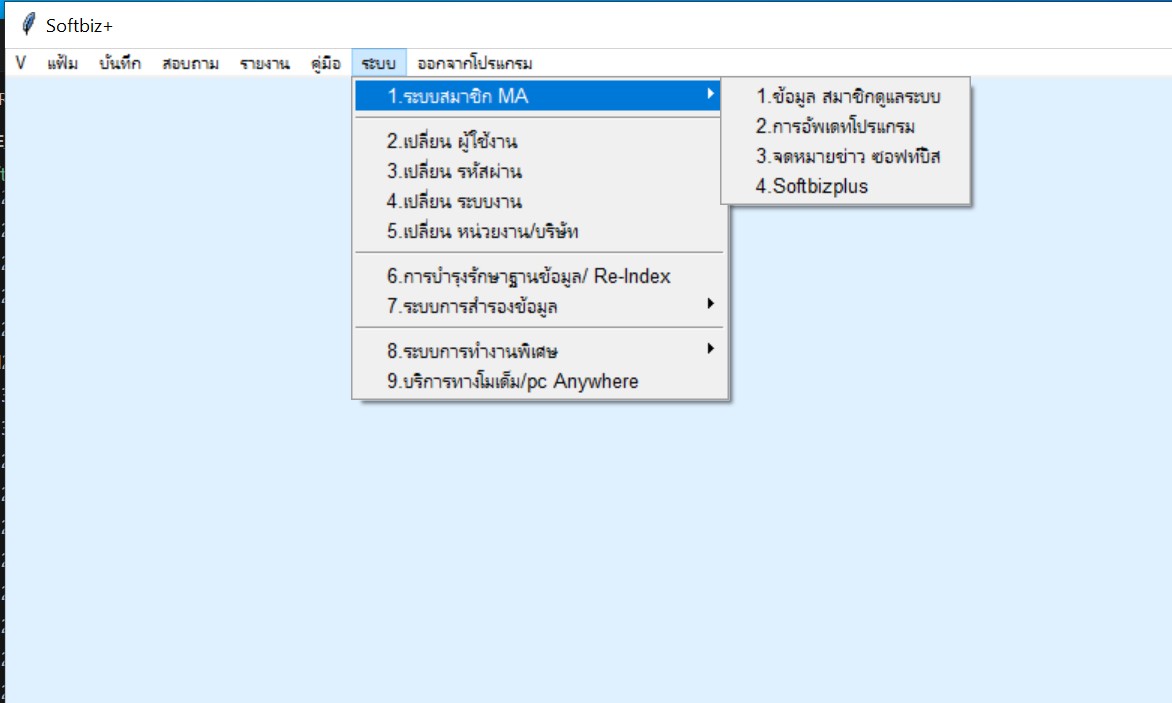 Softbiz+
V แฟ้ม บันทึก สอบถาม รายงาน คู่มือ ระบบ ออกจากโปรแกรม
1.ระบบสมาชิก MA
2.เปลี่ยน ผู้ใช้งาน
3.เปลี่ยน รหัสผ่าน
4.เปลี่ยน ระบบงาน
5.เปลี่ยน หน่วยงาน/บริษัท
6.การบำรุงรักษาฐานข้อมูล/ Re-Index
7.ระบบการสำรองข้อมูล
8.ระบบการทำงานพิเศษ
9.บริการทางโมเด็ม/pc Anywhere
1.ข้อมูล สมาชิกดูแลระบบ
2.การอัพเดทโปรแกรม
3.จดหมายข่าว ซอฟท์บิส
4.Softbizplus